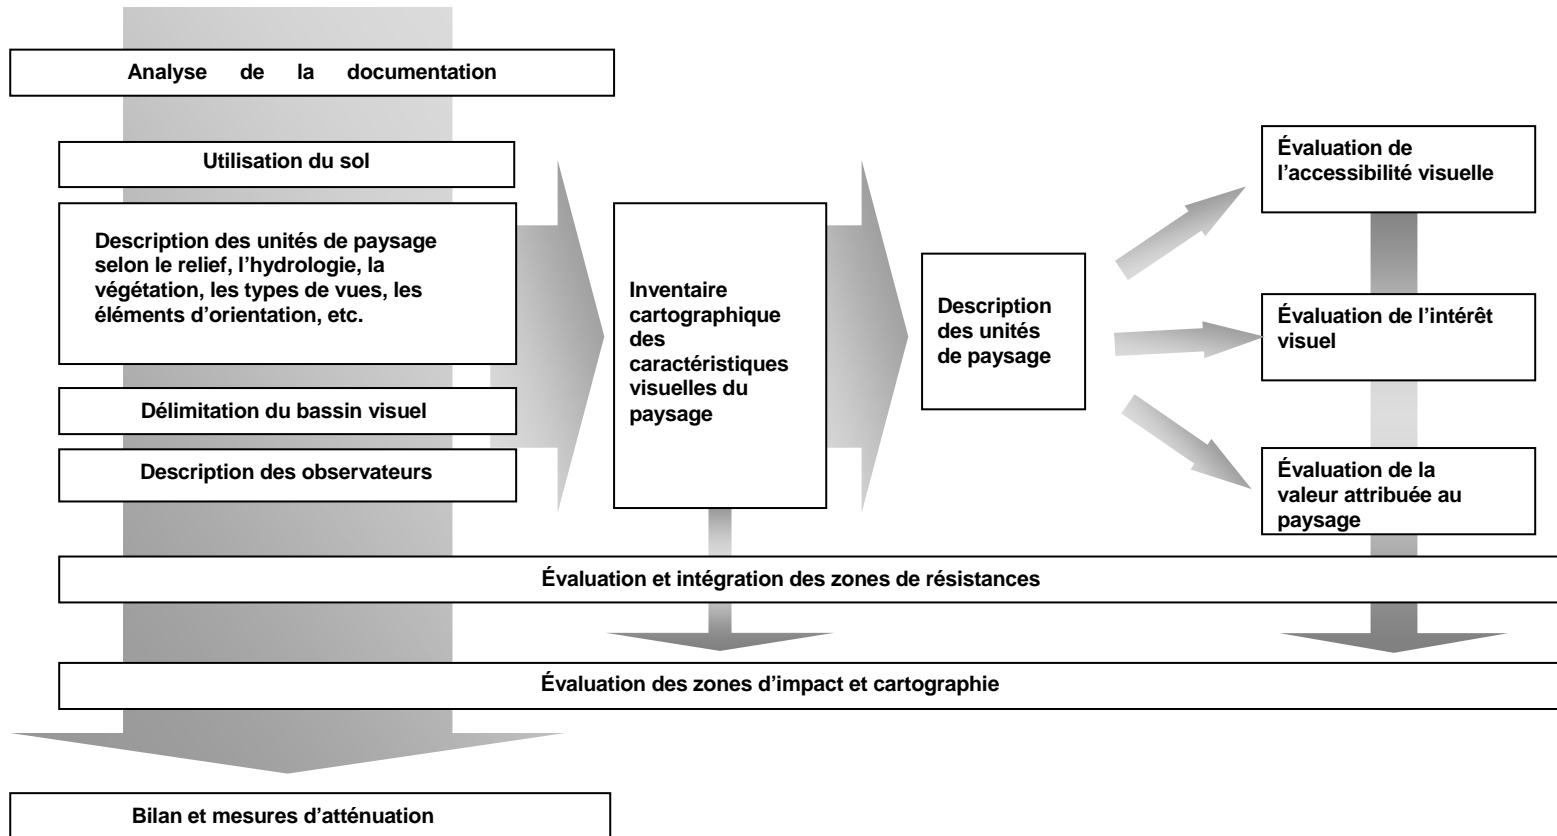 Analyse de la documentation
Utilisation du sol
Description des unités de paysage
selon le relief, l'hydrologie, la
végétation, les types de vues, les
éléments d'orientation, etc.
Délimitation du bassin visuel
Description des observateurs
Inventaire
cartographique
des
caractéristiques
visuelles du
paysage
Description
des unités
de paysage
Évaluation de
l'accessibilité visuelle
Évaluation de l'intérêt
visuel
Évaluation de la
valeur attribuée au
paysage
Évaluation et intégration des zones de résistances
Évaluation des zones d'impact et cartographie
Bilan et mesures d'atténuation